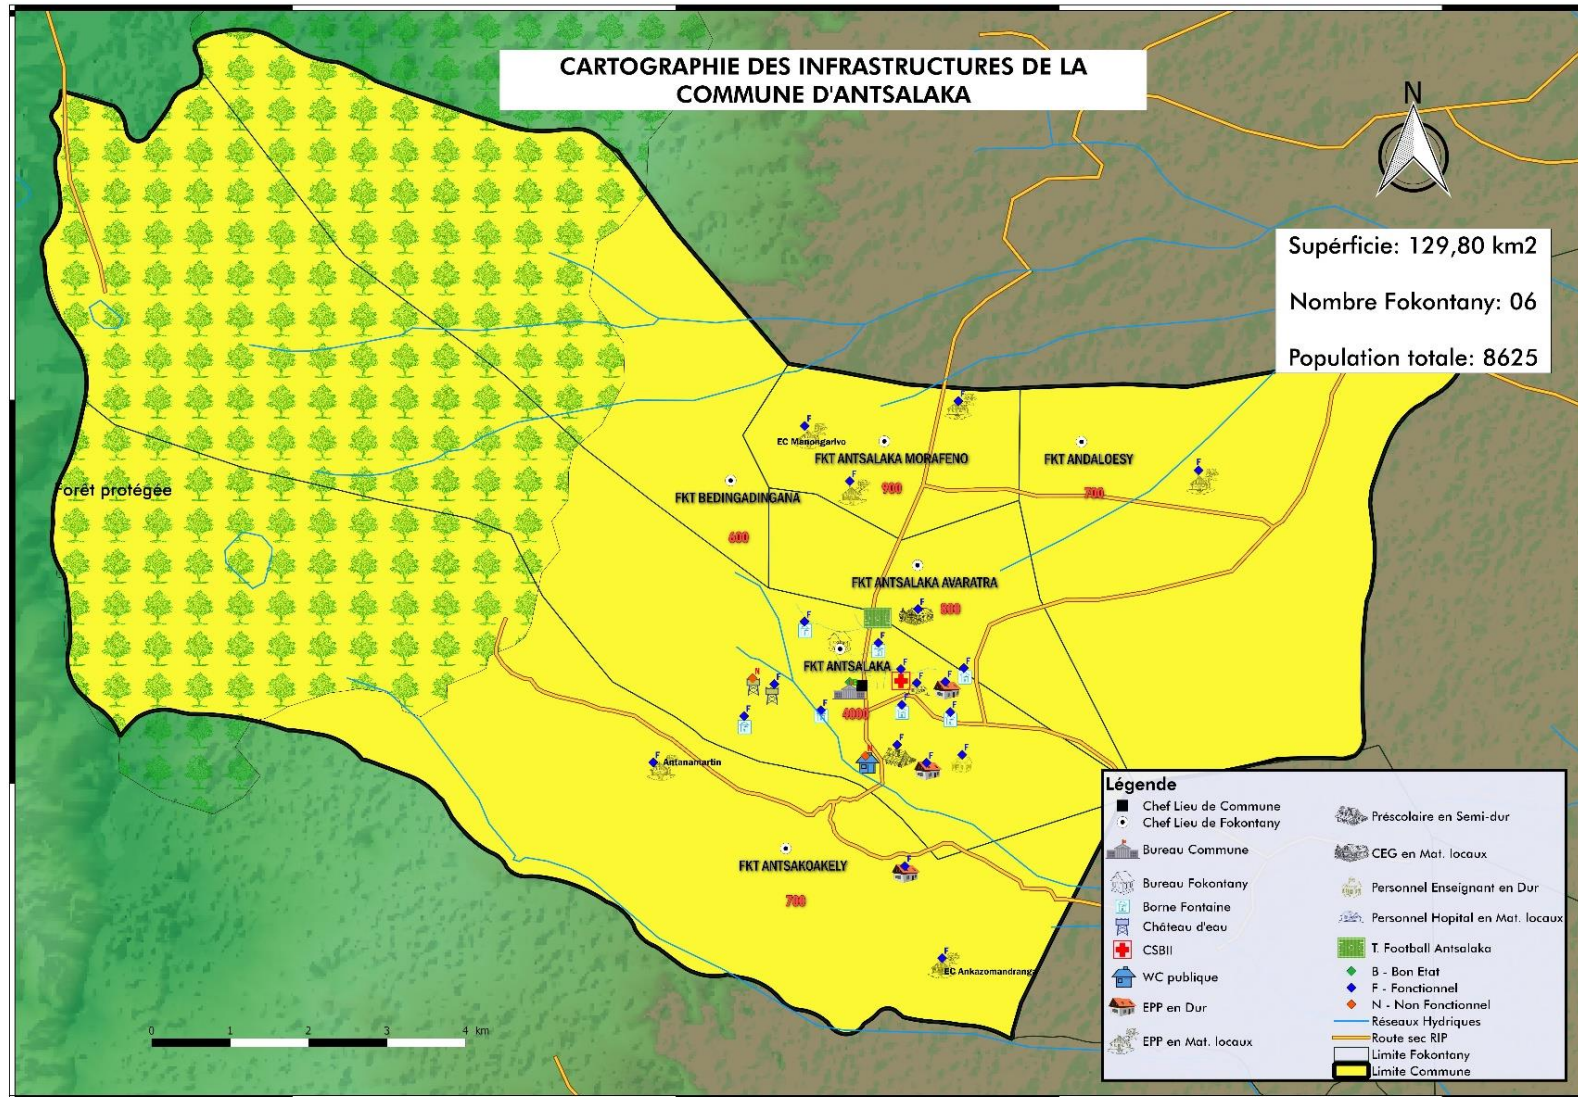 CARTOGRAPHIE DES INFRASTRUCTURES DE LA
COMMUNE D'ANTSALAKA
N
Supérficie: 129,80 km2
Nombre Fokontany: 06
Population totale: 8625
F
F
EC Manongarivo
FKT ANTSALAKA MORAFENO
FKT ANDALOESY
F
F
900
700
Forêt protégée
FKT BEDINGADINGANA
600
FKT ANTSALAKA AVARATRA
F
800
F
F
FKT ANTSALAKA
F
F
N
F
F
F
B
F
F
F
F
4000
F
N
F
F
F
F
Antanamartin
FKT ANTSAKOAKELY
F
700
F
EC Ankazomandranga
0 1 2 3 4 km
Légende
Chef Lieu de Commune
Chef Lieu de Fokontany
Bureau Commune
Bureau Fokontany
Borne Fontaine
Château d'eau
CSBII
WC publique
EPP en Dur
EPP en Mat. locaux
Préscolaire en Semi-dur
CEG en Mat. locaux
Personnel Enseignant en Dur
Personnel Hopital en Mat. locaux
T. Football Antsalaka
B - Bon Etat
F - Fonctionnel
N - Non Fonctionnel
Réseaux Hydriques
Route sec RIP
Limite Fokontany
Limite Commune